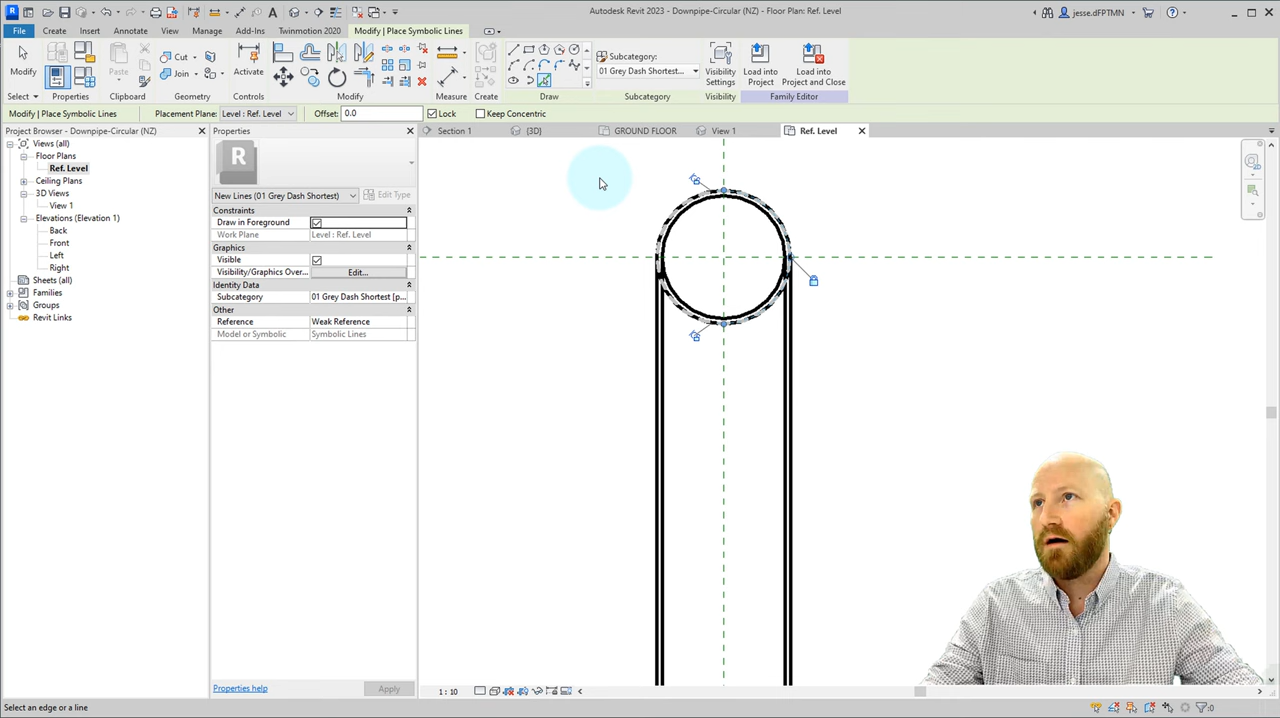 Autodesk Revit 2023 - Downpipe-Circular (NZ) - Floor Plan: Ref. Level
jesse.dFPTMN
File Create Insert Annotate View Manage Add-Ins Twinmotion 2020 Modify | Place Symbolic Lines
Modify
Paste
Cut
Join
Activate
Create
Subcategory:
01 Grey Dash Shortest...
Visibility Settings
Load into Project
Load into Project and Close
Select Properties Clipboard Geometry Controls Modify Measure Create Draw Subcategory Visibility Family Editor
Modify | Place Symbolic Lines Placement Plane: Level : Ref. Level Offset: 0.0 Lock Keep Concentric
Project Browser - Downpipe-Circular (NZ)
Views (all)
Floor Plans
Ref. Level
Ceiling Plans
3D Views
View 1
Elevations (Elevation 1)
Back
Front
Left
Right
Sheets (all)
Families
Groups
Revit Links
Properties
R
New Lines (01 Grey Dash Shortest) Edit Type
Constraints
Draw in Foreground
Work Plane Level : Ref. Level
Graphics
Visible
Visibility/Graphics Over... Edit...
Identity Data
Subcategory 01 Grey Dash Shortest [p...
Other
Reference Weak Reference
Model or Symbolic Symbolic Lines
Properties help Apply
Section 1 {3D} GROUND FLOOR View 1 Ref. Level
1 : 10
Select an edge or a line
:0